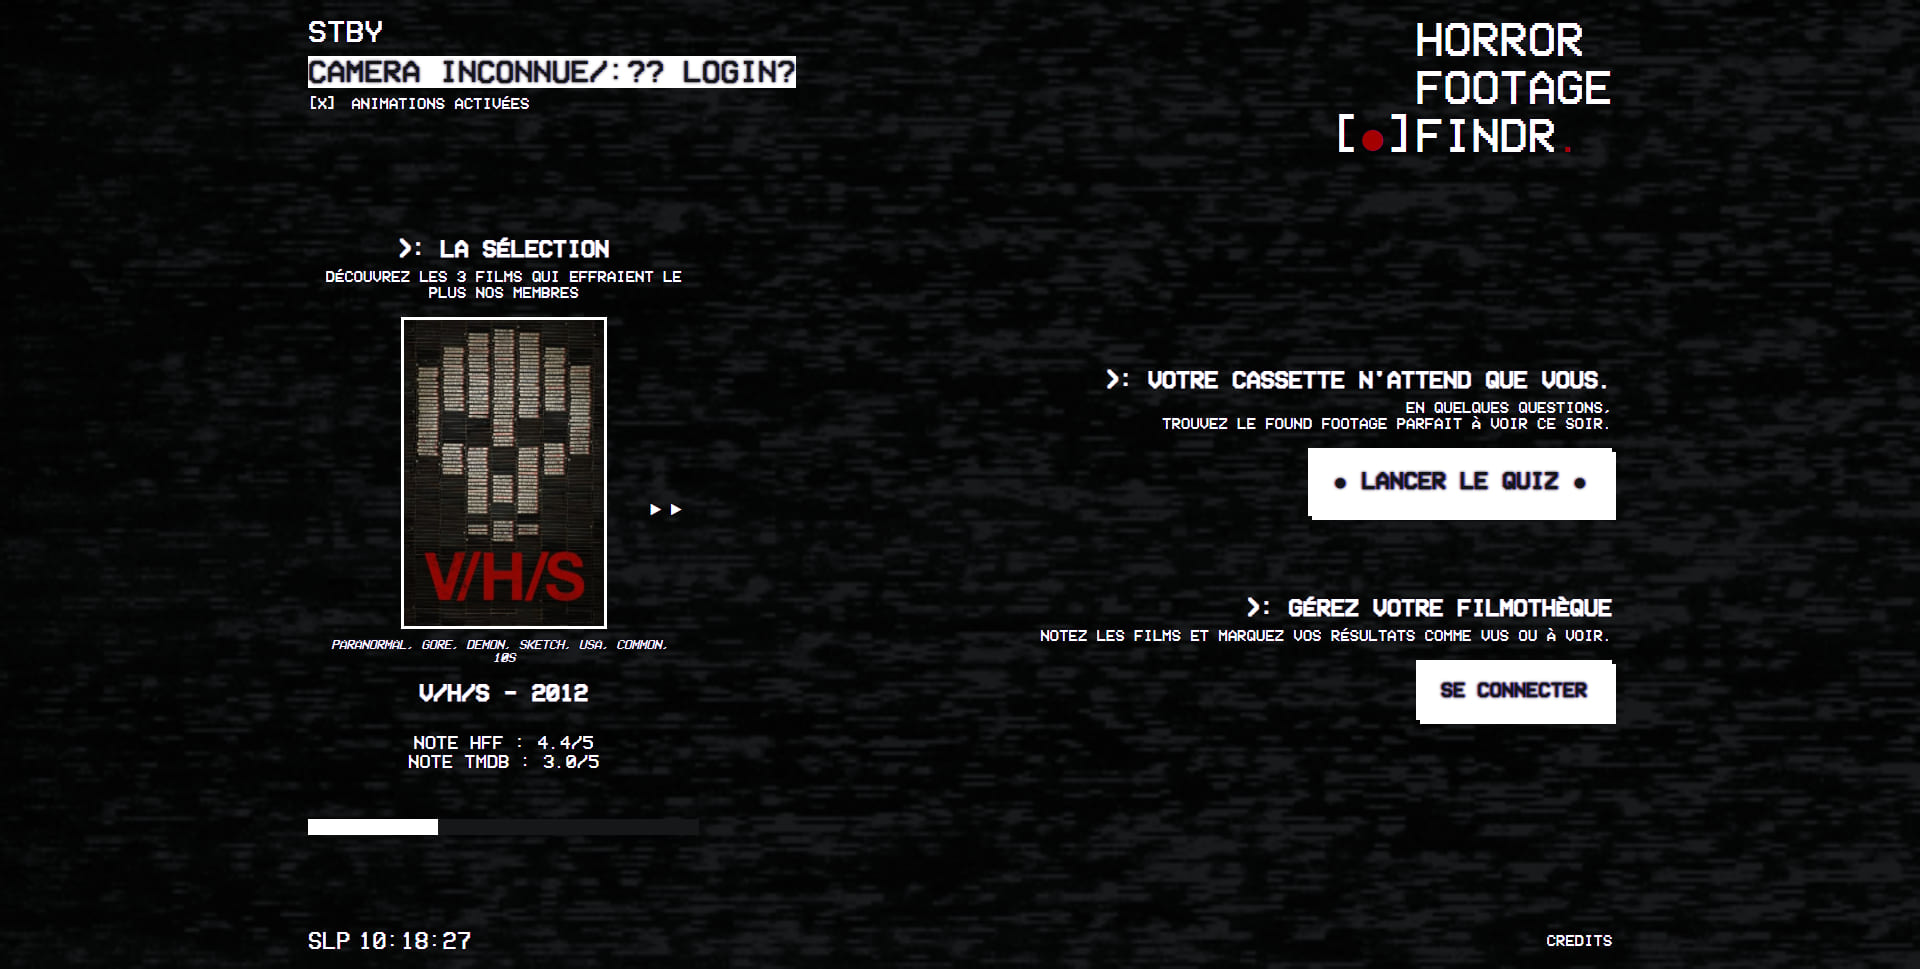 STBY
CAMERA INCONNUE/:?? LOGIN?
[X] ANIMATIONS ACTIVÉES
HORROR
FOOTAGE
[●]FINDR.
>: LA SÉLECTION
DÉCOUVREZ LES 3 FILMS QUI EFFRAIENT LE
PLUS NOS MEMBRES
V/H/S
PARANORMAL, GORE, DEMON, SKETCH, USA, COMMON,
10S
V/H/S - 2012
NOTE HFF : 4.4/5
NOTE TMDB : 3.0/5
>: VOTRE CASSETTE N'ATTEND QUE VOUS.
EN QUELQUES QUESTIONS,
TROUVEZ LE FOUND FOOTAGE PARFAIT À VOIR CE SOIR.
● LANCER LE QUIZ ●
>: GÉREZ VOTRE FILMOTHÈQUE
NOTEZ LES FILMS ET MARQUEZ VOS RÉSULTATS COMME VUS OU À VOIR.
SE CONNECTER
SLP 10:18:27
CREDITS